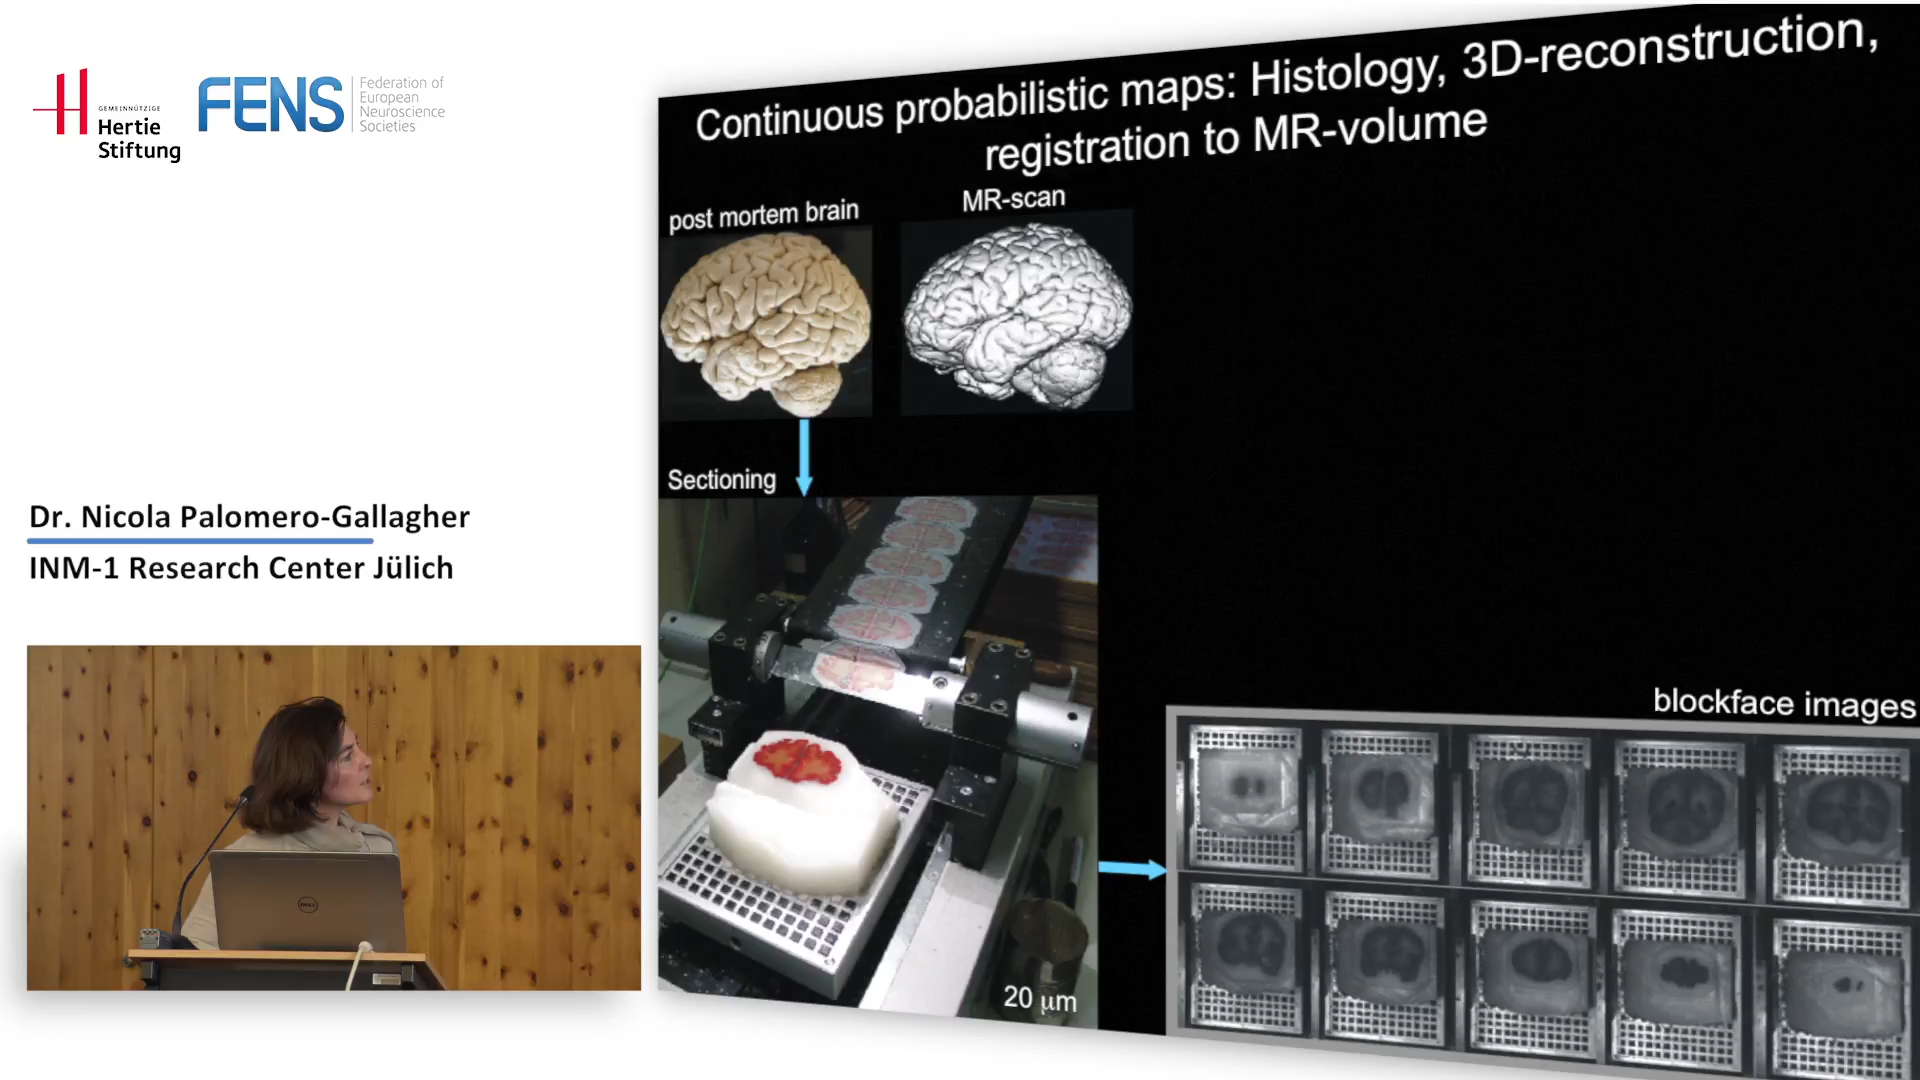 GEMEINNÜTZIGE
Hertie
Stiftung
FENS
Federation of
European
Neuroscience
Societies
Continuous probabilistic maps: Histology, 3D-reconstruction,
registration to MR-volume
post mortem brain
MR-scan
Sectioning
20 μm
blockface images
Dr. Nicola Palomero-Gallagher
INM-1 Research Center Jülich
DELL